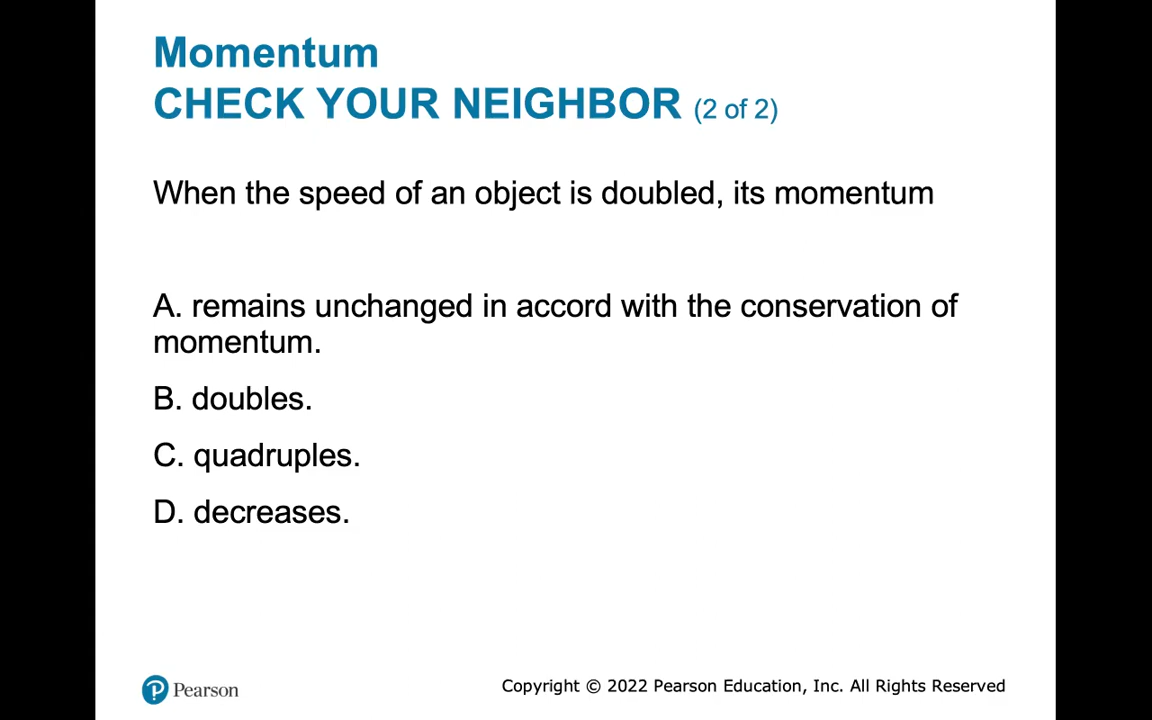 Momentum
CHECK YOUR NEIGHBOR (2 of 2)
When the speed of an object is doubled, its momentum
A. remains unchanged in accord with the conservation of
momentum.
B. doubles.
C. quadruples.
D. decreases.
P Pearson
Copyright © 2022 Pearson Education, Inc. All Rights Reserved